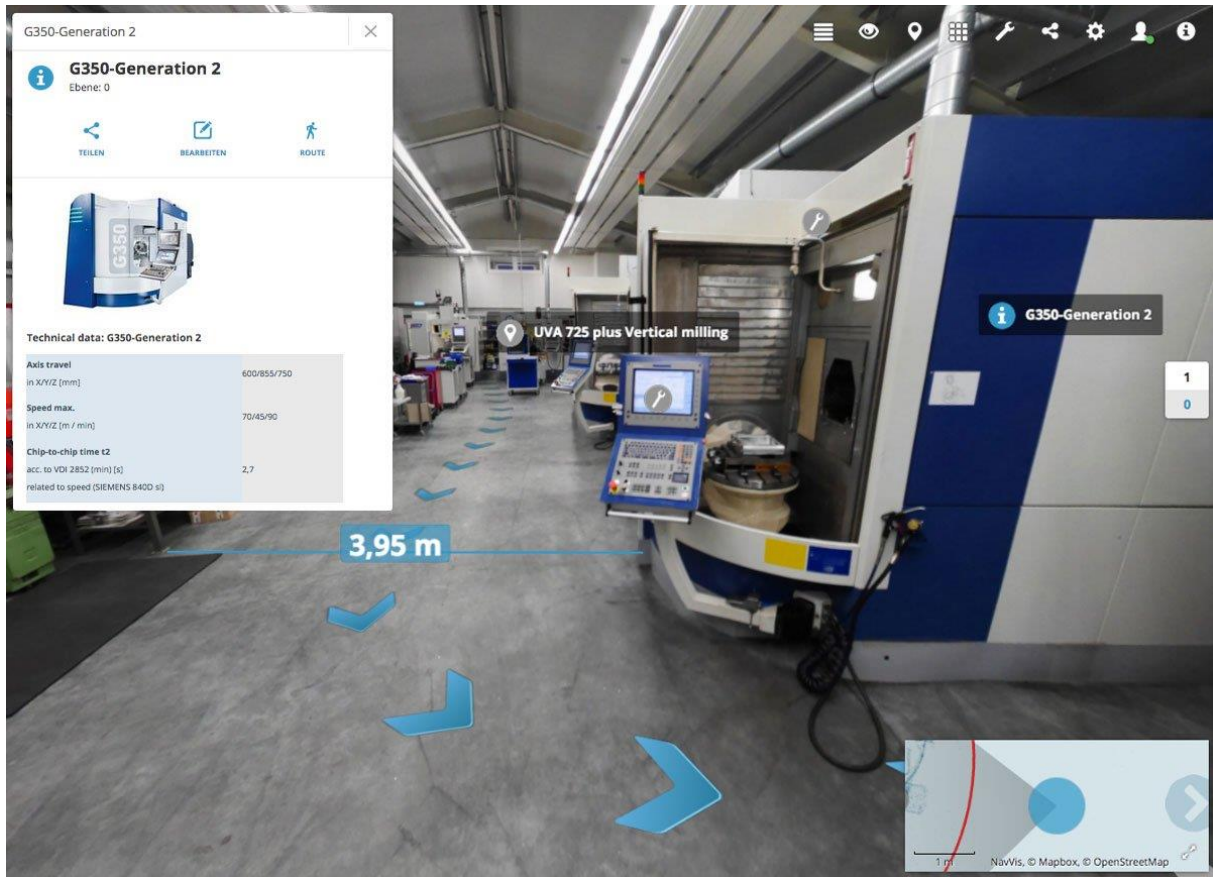 G350-Generation 2
G350-Generation 2
Ebene: 0
TEILEN
BEARBEITEN
ROUTE
G350
Technical data: G350-Generation 2
Axis travel
in X/Y/Z [mm]
600/855/750
Speed max.
in X/Y/Z [m / min]
70/45/90
Chip-to-chip time t2
acc. to VDI 2852 (min) [s]
2,7
related to speed (SIEMENS 840D sl)
UVA 725 plus Vertical milling
G350-Generation 2
1
0
3,95 m
1 m
NavVis, © Mapbox, © OpenStreetMap